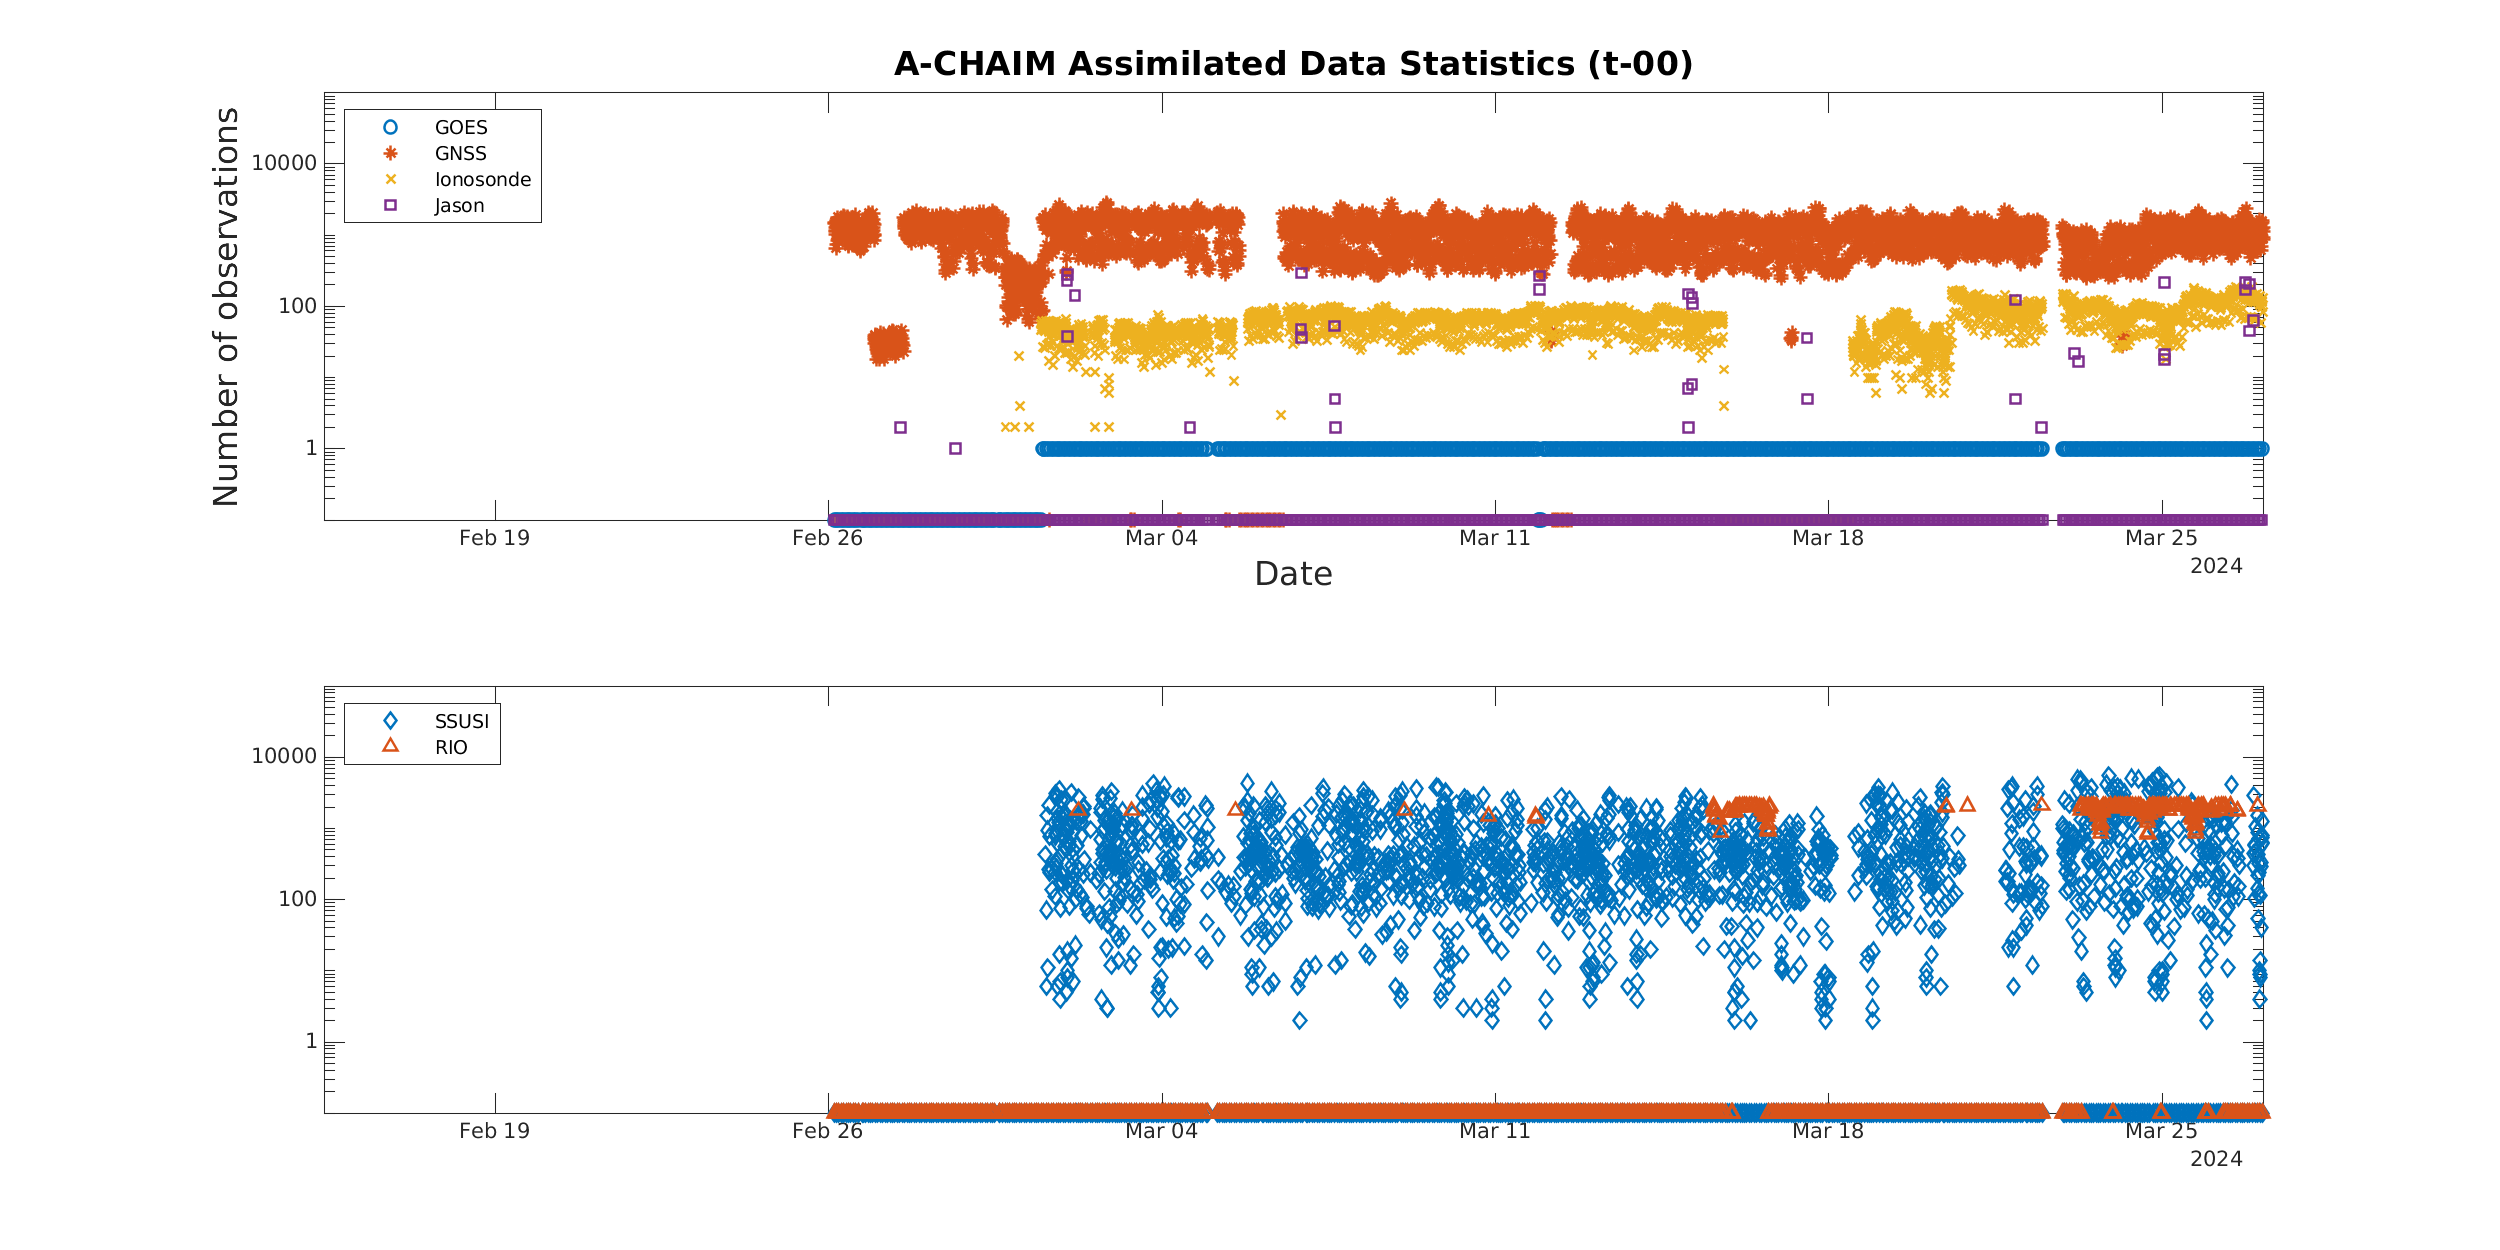 A-CHAIM Assimilated Data Statistics (t-00)
Number of observations
GOES
GNSS
Ionosonde
Jason
10000
100
1
Feb 19 Feb 26 Mar 04 Mar 11 Mar 18 Mar 25
2024
Date
SSUSI
RIO
10000
100
1
Feb 19 Feb 26 Mar 04 Mar 11 Mar 18 Mar 25
2024